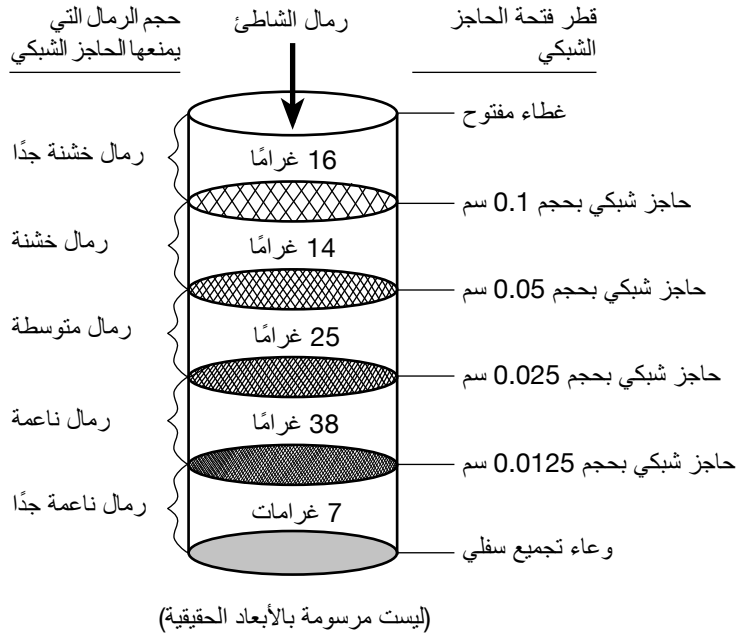 قطر فتحة الحاجز
الشبكي
رمال الشاطئ
حجم الرمال التي
يمنعها الحاجز الشبكي
غطاء مفتوح
16 غرامًا
رمال خشنة جدًا
حاجز شبكي بحجم 0.1 سم
14 غرامًا
رمال خشنة
حاجز شبكي بحجم 0.05 سم
25 غرامًا
رمال متوسطة
حاجز شبكي بحجم 0.025 سم
38 غرامًا
رمال ناعمة
حاجز شبكي بحجم 0.0125 سم
7 غرامات
رمال ناعمة جدًا
وعاء تجميع سفلي
(ليست مرسومة بالأبعاد الحقيقية)